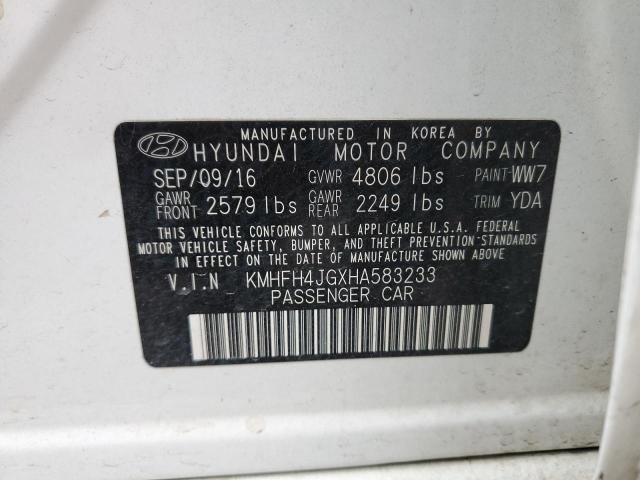 MANUFACTURED IN KOREA BY
HYUNDAI MOTOR COMPANY
SEP/09/16 GVWR 4806 lbs PAINT:WW7
GAWR FRONT 2579 lbs GAWR REAR 2249 lbs TRIM YDA
THIS VEHICLE CONFORMS TO ALL APPLICABLE U.S.A. FEDERAL
MOTOR VEHICLE SAFETY, BUMPER, AND THEFT PREVENTION STANDARDS
IN EFFECT ON THE DATE OF MANUFACTURE SHOWN ABOVE
V.I.N KMHFH4JGXHA583233
PASSENGER CAR